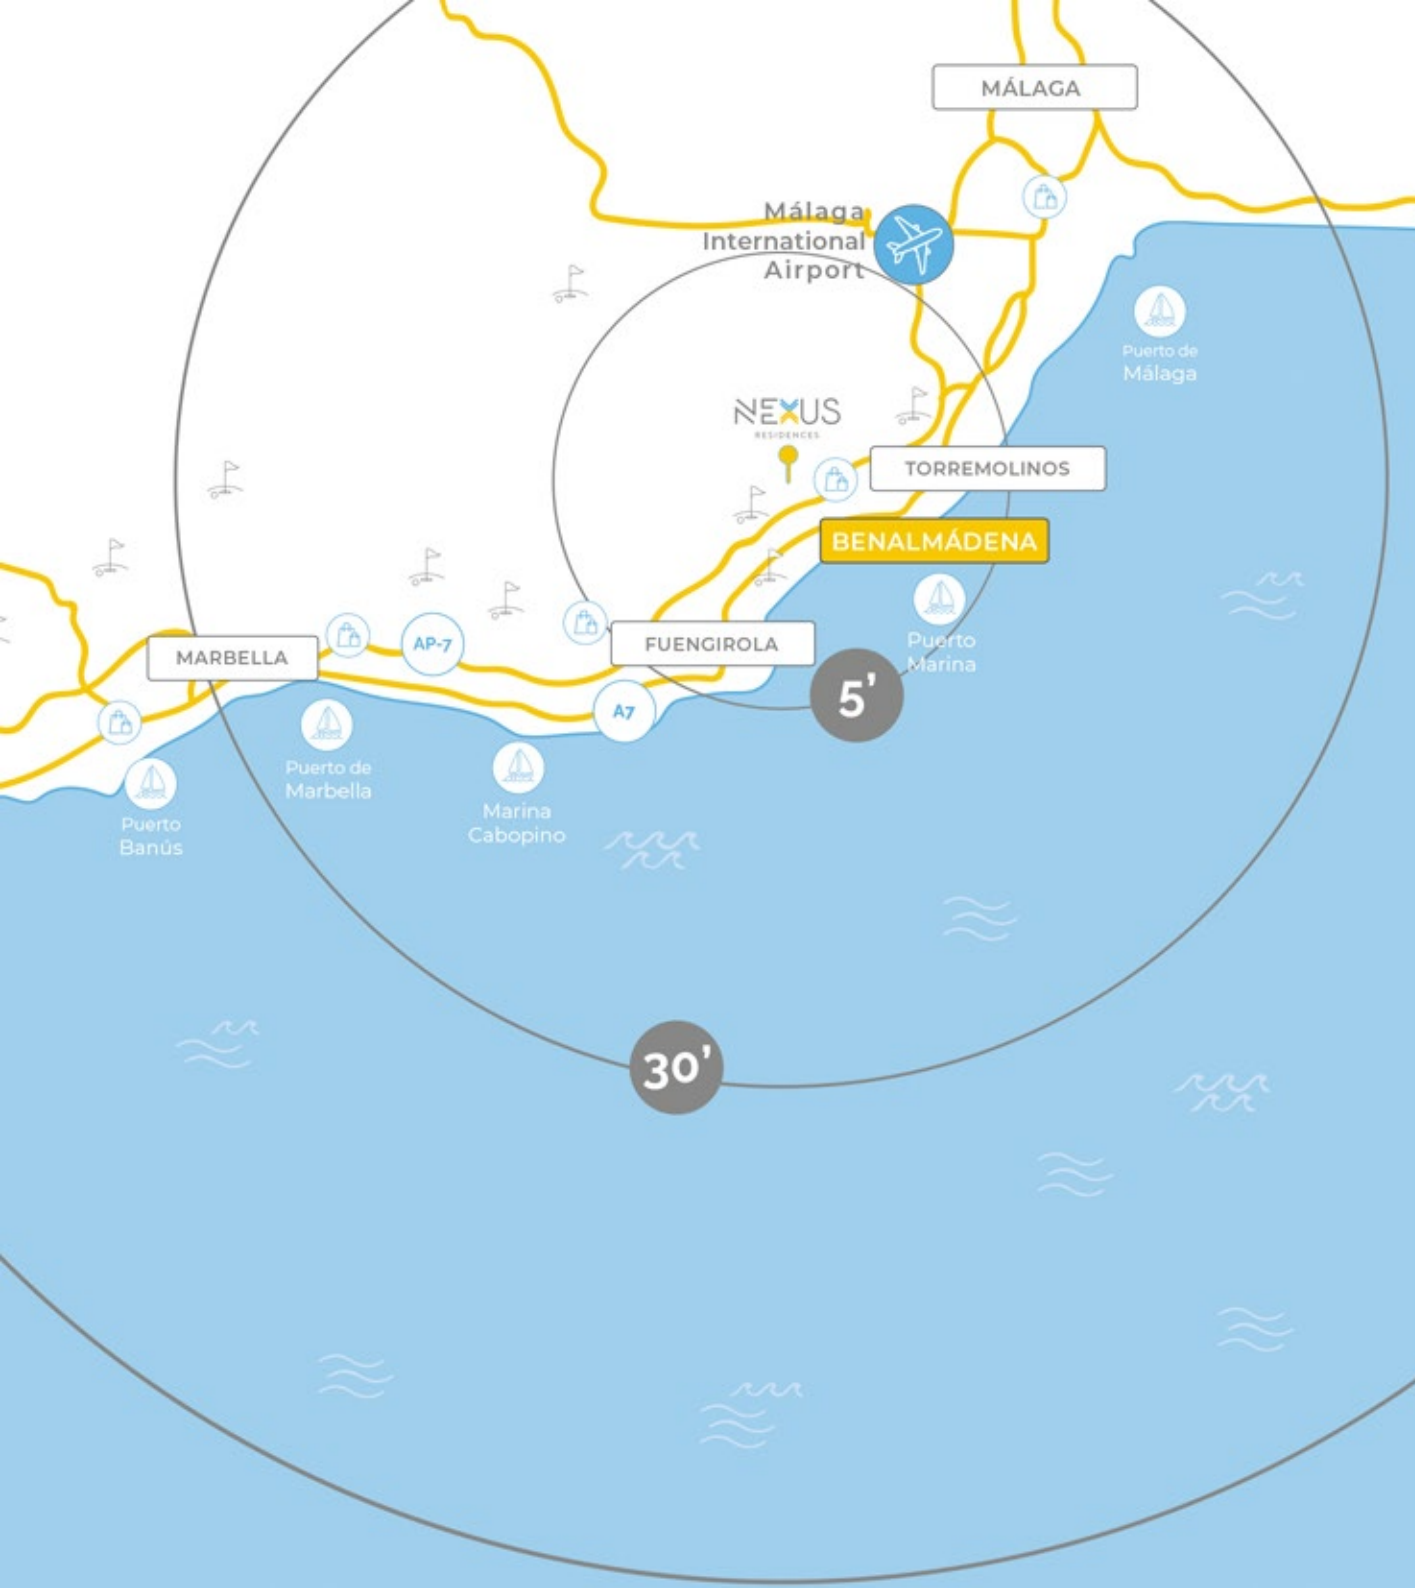 MÁLAGA
Málaga
International
Airport
Puerto de
Málaga
NEXUS
RESIDENCES
TORREMOLINOS
BENALMÁDENA
Puerto
Marina
FUENGIROLA
AP-7
MARBELLA
5'
A7
Puerto de
Marbella
Marina
Cabopino
Puerto
Banús
30'